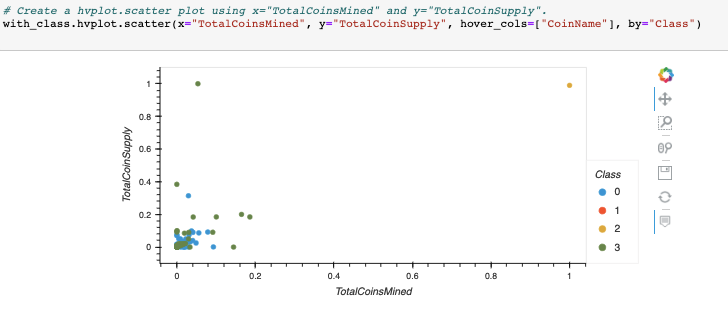 # Create a hvplot.scatter plot using x="TotalCoinsMined" and y="TotalCoinSupply".
with_class.hvplot.scatter(x="TotalCoinsMined", y="TotalCoinSupply", hover_cols=["CoinName"], by="Class")
1
0.8
0.6
0.4
0.2
0
TotalCoinSupply
0 0.2 0.4 0.6 0.8 1
TotalCoinsMined
Class
0
1
2
3